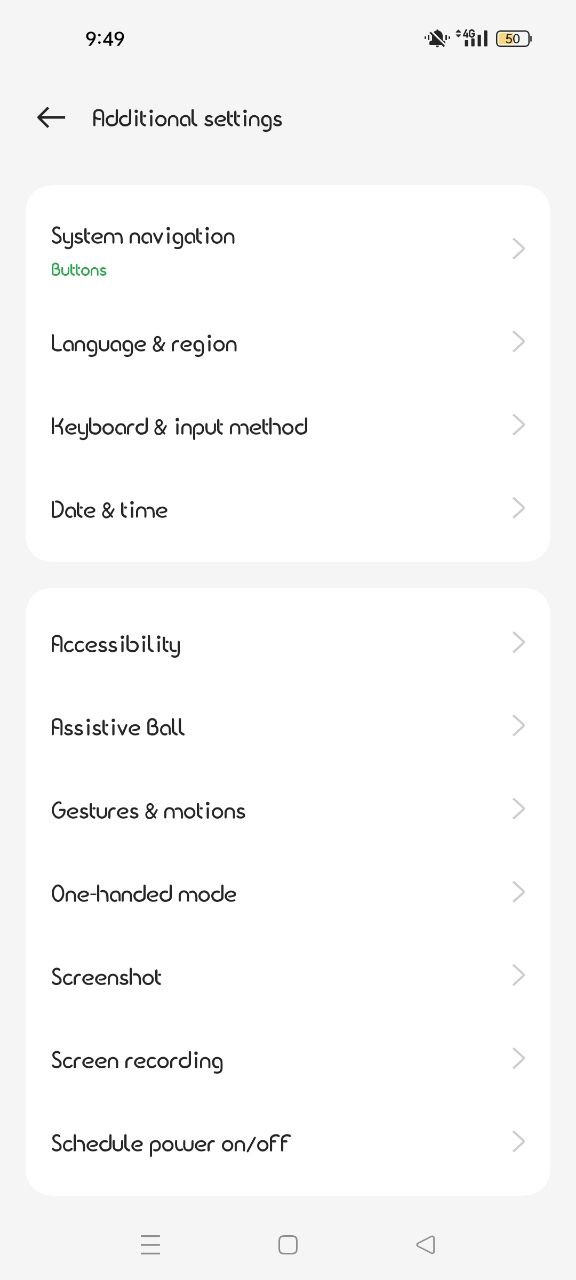 9:49
4G
50
Additional settings
System navigation
Buttons
Language & region
Keyboard & input method
Date & time
Accessibility
Assistive Ball
Gestures & motions
One-handed mode
Screenshot
Screen recording
Schedule power on/off